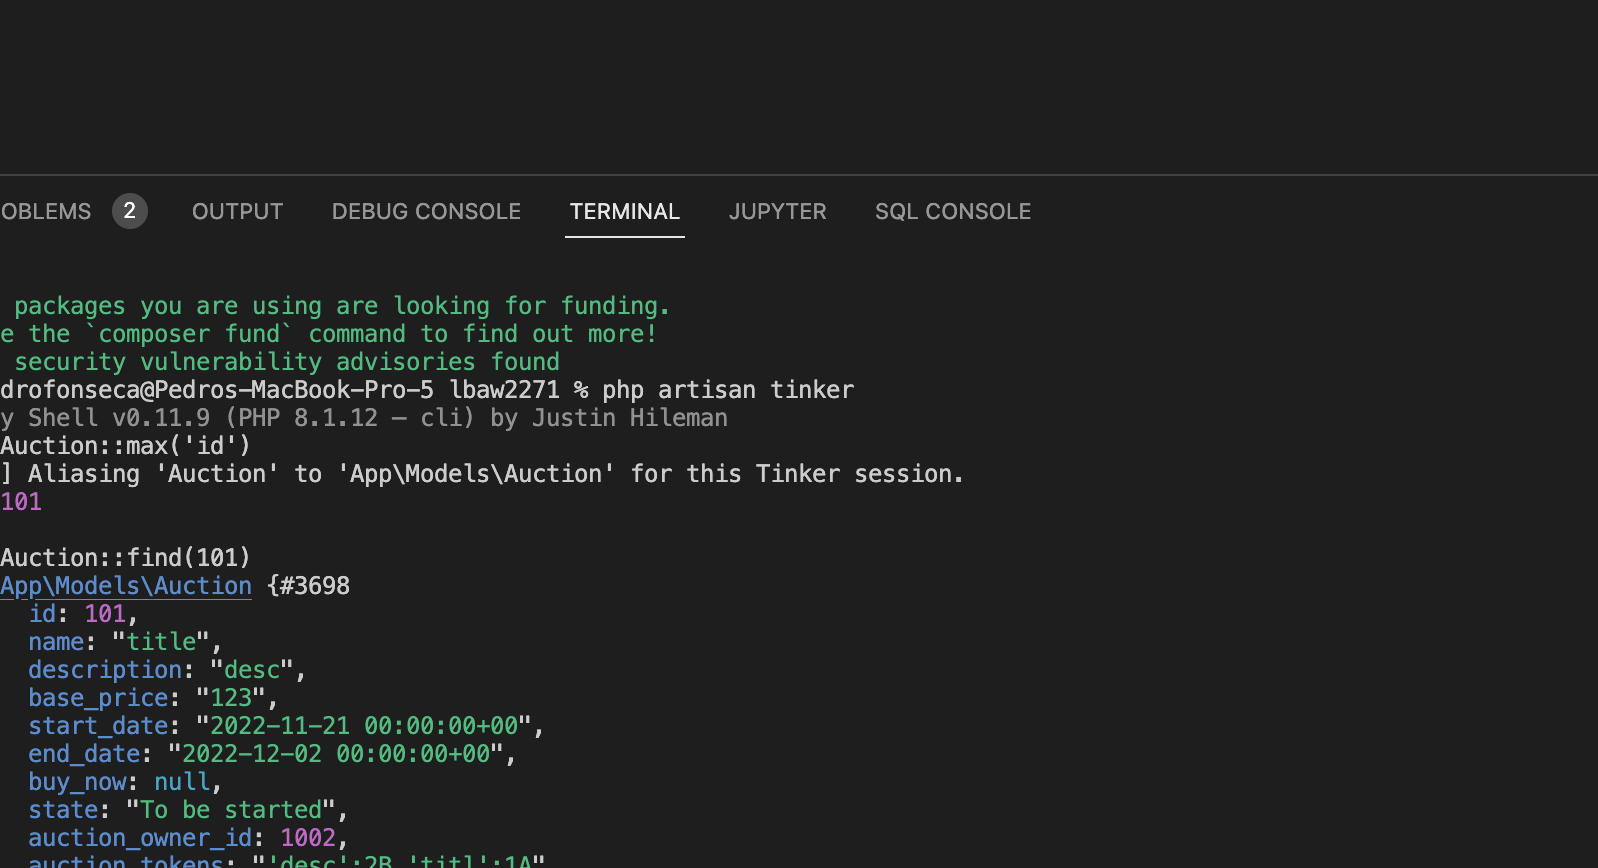 OBLEMS 2 OUTPUT DEBUG CONSOLE TERMINAL JUPYTER SQL CONSOLE
packages you are using are looking for funding.
e the `composer fund` command to find out more!
security vulnerability advisories found
drofonseca@Pedros-MacBook-Pro-5 lbaw2271 % php artisan tinker
y Shell v0.11.9 (PHP 8.1.12 — cli) by Justin Hileman
Auction::max('id')
] Aliasing 'Auction' to 'App\Models\Auction' for this Tinker session.
101
Auction::find(101)
App\Models\Auction {#3698
id: 101,
name: "title",
description: "desc",
base_price: "123",
start_date: "2022-11-21 00:00:00+00",
end_date: "2022-12-02 00:00:00+00",
buy_now: null,
state: "To be started",
auction_owner_id: 1002,
auction_tokens: "'desc':2B 'titl':1A"